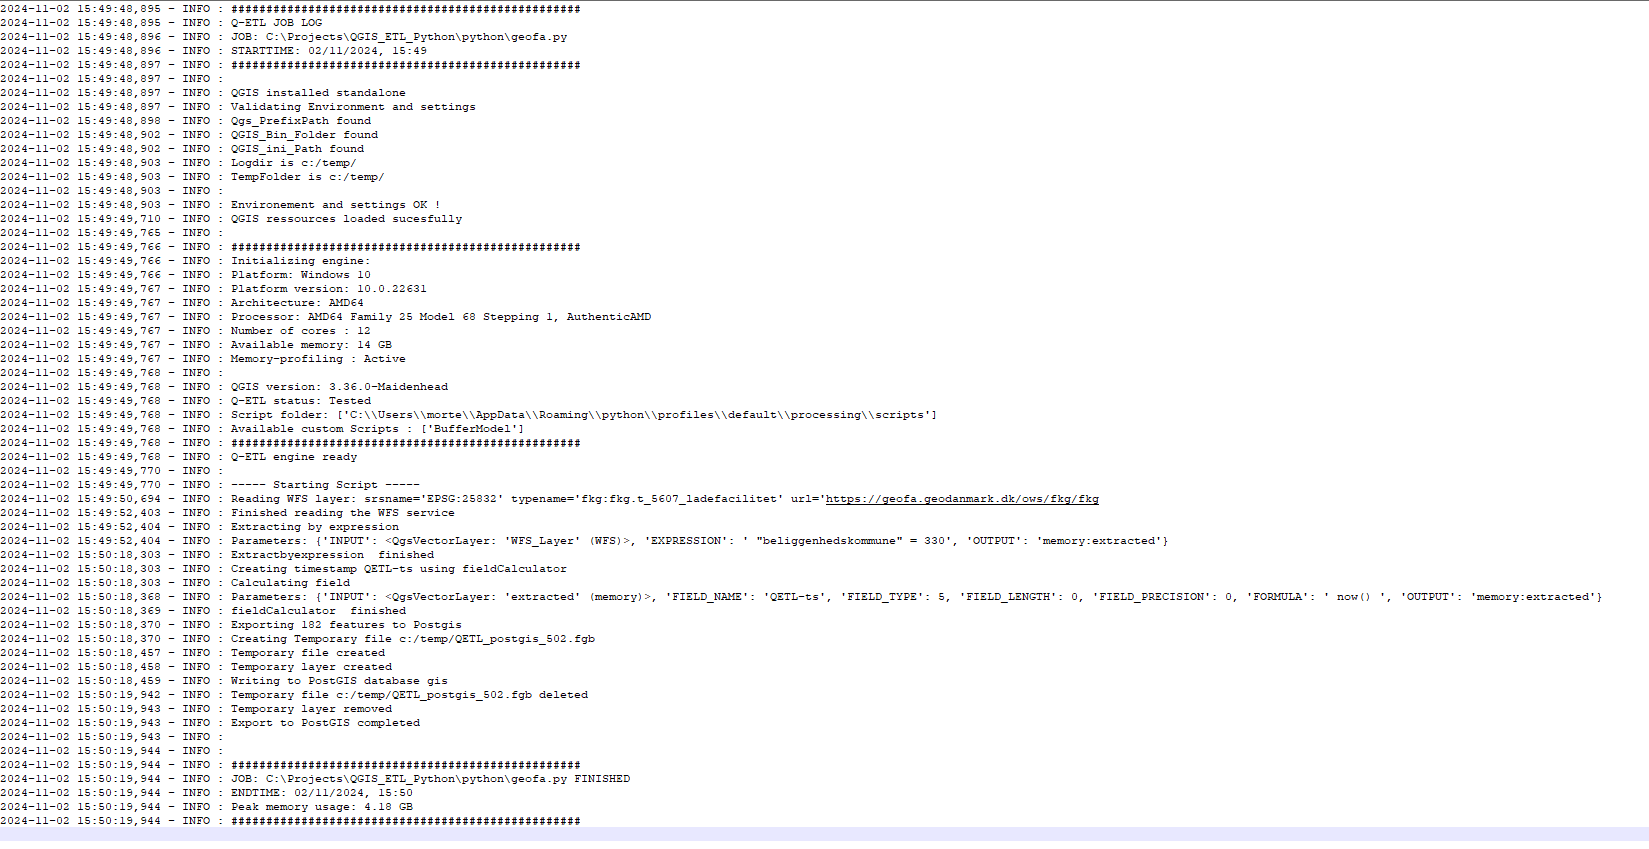 2024-11-02 15:49:48,895 - INFO : ##################################################
2024-11-02 15:49:48,895 - INFO : Q-ETL JOB LOG
2024-11-02 15:49:48,896 - INFO : JOB: C:\Projects\QGIS_ETL_Python\python\geofa.py
2024-11-02 15:49:48,896 - INFO : STARTTIME: 02/11/2024, 15:49
2024-11-02 15:49:48,897 - INFO : ##################################################
2024-11-02 15:49:48,897 - INFO :
2024-11-02 15:49:48,897 - INFO : QGIS installed standalone
2024-11-02 15:49:48,897 - INFO : Validating Environment and settings
2024-11-02 15:49:48,898 - INFO : Qgs_PrefixPath found
2024-11-02 15:49:48,902 - INFO : QGIS_Bin_Folder found
2024-11-02 15:49:48,902 - INFO : QGIS_ini_Path found
2024-11-02 15:49:48,903 - INFO : Logdir is c:/temp/
2024-11-02 15:49:48,903 - INFO : TempFolder is c:/temp/
2024-11-02 15:49:48,903 - INFO :
2024-11-02 15:49:48,903 - INFO : Environement and settings OK !
2024-11-02 15:49:49,710 - INFO : QGIS ressources loaded sucesfully
2024-11-02 15:49:49,765 - INFO :
2024-11-02 15:49:49,766 - INFO : ##################################################
2024-11-02 15:49:49,766 - INFO : Initializing engine:
2024-11-02 15:49:49,766 - INFO : Platform: Windows 10
2024-11-02 15:49:49,767 - INFO : Platform version: 10.0.22631
2024-11-02 15:49:49,767 - INFO : Architecture: AMD64
2024-11-02 15:49:49,767 - INFO : Processor: AMD64 Family 25 Model 68 Stepping 1, AuthenticAMD
2024-11-02 15:49:49,767 - INFO : Number of cores : 12
2024-11-02 15:49:49,767 - INFO : Available memory: 14 GB
2024-11-02 15:49:49,767 - INFO : Memory-profiling : Active
2024-11-02 15:49:49,768 - INFO :
2024-11-02 15:49:49,768 - INFO : QGIS version: 3.36.0-Maidenhead
2024-11-02 15:49:49,768 - INFO : Q-ETL status: Tested
2024-11-02 15:49:49,768 - INFO : Script folder: ['C:\\Users\\morte\\AppData\\Roaming\\python\\profiles\\default\\processing\\scripts']
2024-11-02 15:49:49,768 - INFO : Available custom Scripts : ['BufferModel']
2024-11-02 15:49:49,768 - INFO : ##################################################
2024-11-02 15:49:49,768 - INFO : Q-ETL engine ready
2024-11-02 15:49:49,770 - INFO :
2024-11-02 15:49:49,770 - INFO : ----- Starting Script -----
2024-11-02 15:49:50,694 - INFO : Reading WFS layer: srsname='EPSG:25832' typename='fkg:fkg.t_5607_ladefacilitet' url='https://geofa.geodanmark.dk/ows/fkg/fkg
2024-11-02 15:49:52,403 - INFO : Finished reading the WFS service
2024-11-02 15:49:52,404 - INFO : Extracting by expression
2024-11-02 15:49:52,404 - INFO : Parameters: {'INPUT': <QgsVectorLayer: 'WFS_Layer' (WFS)>, 'EXPRESSION': ' "beliggenhedskommune" = 330', 'OUTPUT': 'memory:extracted'}
2024-11-02 15:50:18,303 - INFO : Extractbyexpression  finished
2024-11-02 15:50:18,303 - INFO : Creating timestamp QETL-ts using fieldCalculator
2024-11-02 15:50:18,303 - INFO : Calculating field
2024-11-02 15:50:18,368 - INFO : Parameters: {'INPUT': <QgsVectorLayer: 'extracted' (memory)>, 'FIELD_NAME': 'QETL-ts', 'FIELD_TYPE': 5, 'FIELD_LENGTH': 0, 'FIELD_PRECISION': 0, 'FORMULA': ' now() ', 'OUTPUT': 'memory:extracted'}
2024-11-02 15:50:18,369 - INFO : fieldCalculator  finished
2024-11-02 15:50:18,370 - INFO : Exporting 182 features to Postgis
2024-11-02 15:50:18,370 - INFO : Creating Temporary file c:/temp/QETL_postgis_502.fgb
2024-11-02 15:50:18,457 - INFO : Temporary file created
2024-11-02 15:50:18,458 - INFO : Temporary layer created
2024-11-02 15:50:18,459 - INFO : Writing to PostGIS database gis
2024-11-02 15:50:19,942 - INFO : Temporary file c:/temp/QETL_postgis_502.fgb deleted
2024-11-02 15:50:19,943 - INFO : Temporary layer removed
2024-11-02 15:50:19,943 - INFO : Export to PostGIS completed
2024-11-02 15:50:19,943 - INFO :
2024-11-02 15:50:19,944 - INFO :
2024-11-02 15:50:19,944 - INFO : ##################################################
2024-11-02 15:50:19,944 - INFO : JOB: C:\Projects\QGIS_ETL_Python\python\geofa.py FINISHED
2024-11-02 15:50:19,944 - INFO : ENDTIME: 02/11/2024, 15:50
2024-11-02 15:50:19,944 - INFO : Peak memory usage: 4.18 GB
2024-11-02 15:50:19,944 - INFO : ##################################################